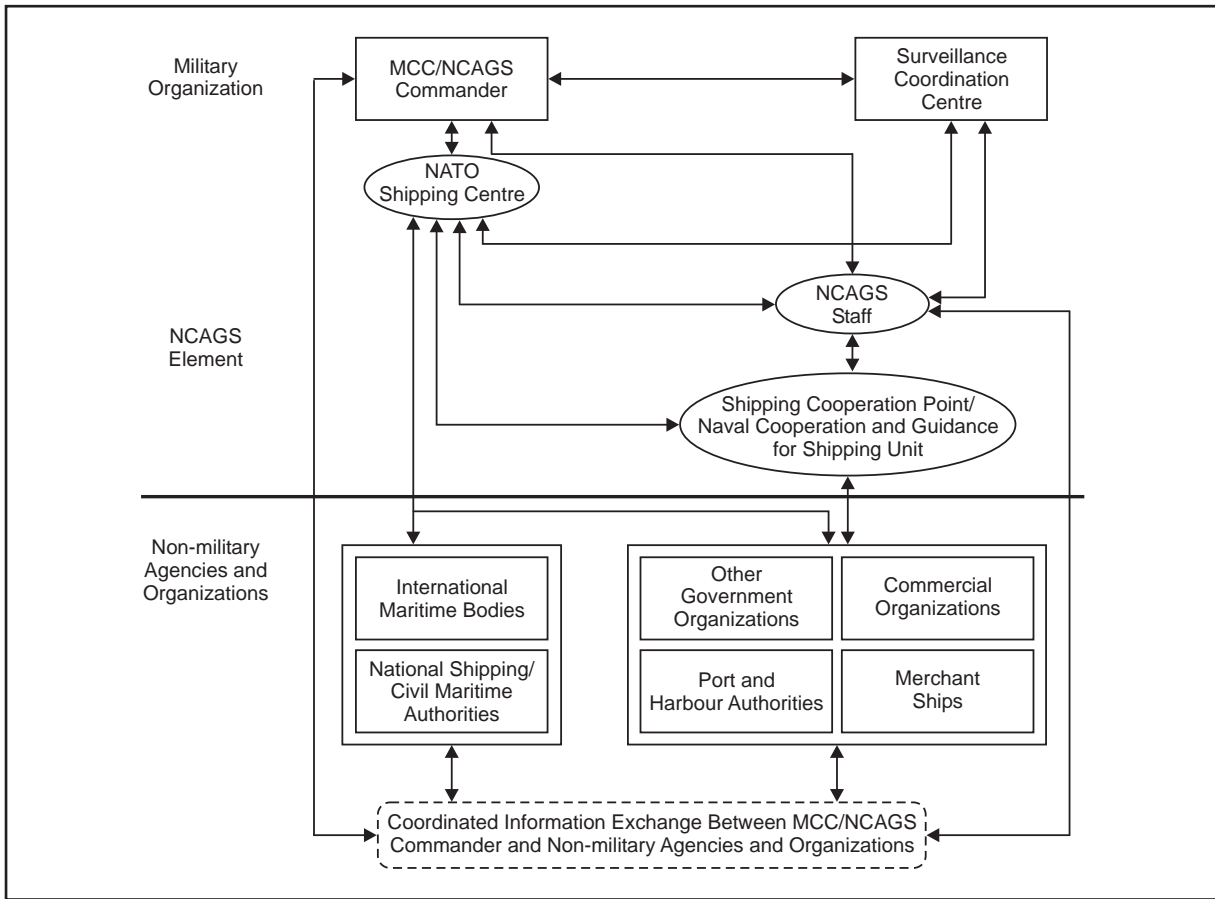 Military
Organization
MCC/NCAGS
Commander
Surveillance
Coordination
Centre
NATO
Shipping Centre
NCAGS
Element
NCAGS
Staff
Shipping Cooperation Point/
Naval Cooperation and Guidance
for Shipping Unit
Non-military
Agencies and
Organizations
International
Maritime Bodies
National Shipping/
Civil Maritime
Authorities
Other
Government
Organizations
Commercial
Organizations
Port and
Harbour Authorities
Merchant
Ships
Coordinated Information Exchange Between MCC/NCAGS
Commander and Non-military Agencies and Organizations